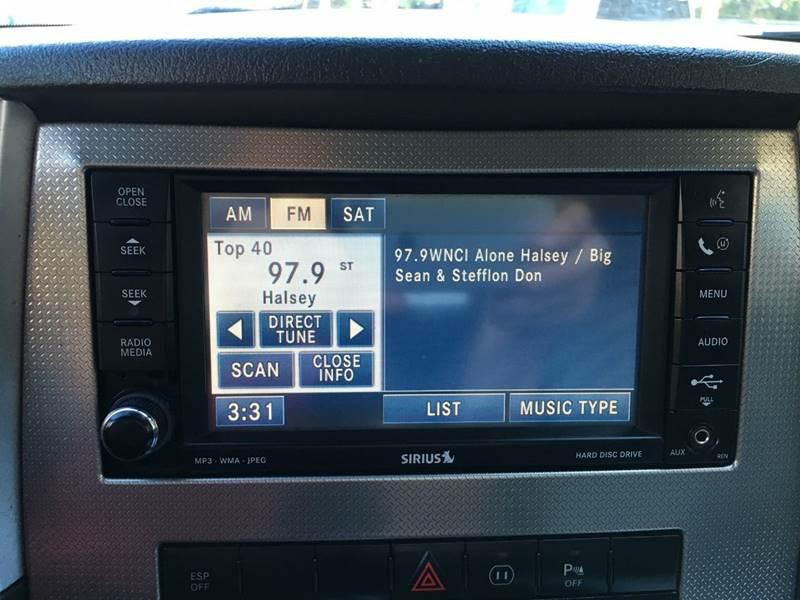 OPEN
CLOSE
SEEK
SEEK
RADIO
MEDIA
AM FM SAT
Top 40
97.9 ST
Halsey
DIRECT
TUNE
SCAN
CLOSE
INFO
3:31
97.9WNCI Alone Halsey / Big
Sean & Stefflon Don
LIST
MUSIC TYPE
MENU
AUDIO
PULL
AUX
REN
MP3 - WMA - JPEG
SIRIUS
HARD DISC DRIVE
ESP
OFF
P
OFF